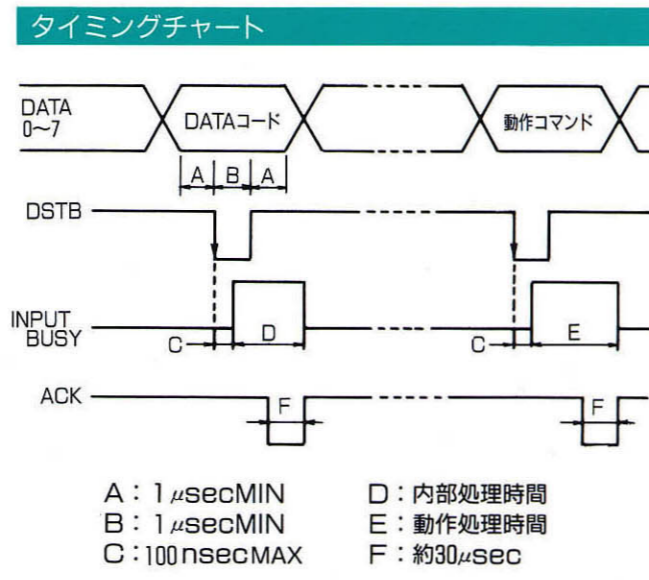 タイミングチャート
DATA
0〜7
DATAコード
動作コマンド
A B A
DSTB
INPUT
BUSY
C D C E
ACK
F F
A：1μsecMIN
B：1μsecMIN
C：100nsecMAX
D：内部処理時間
E：動作処理時間
F：約30μsec